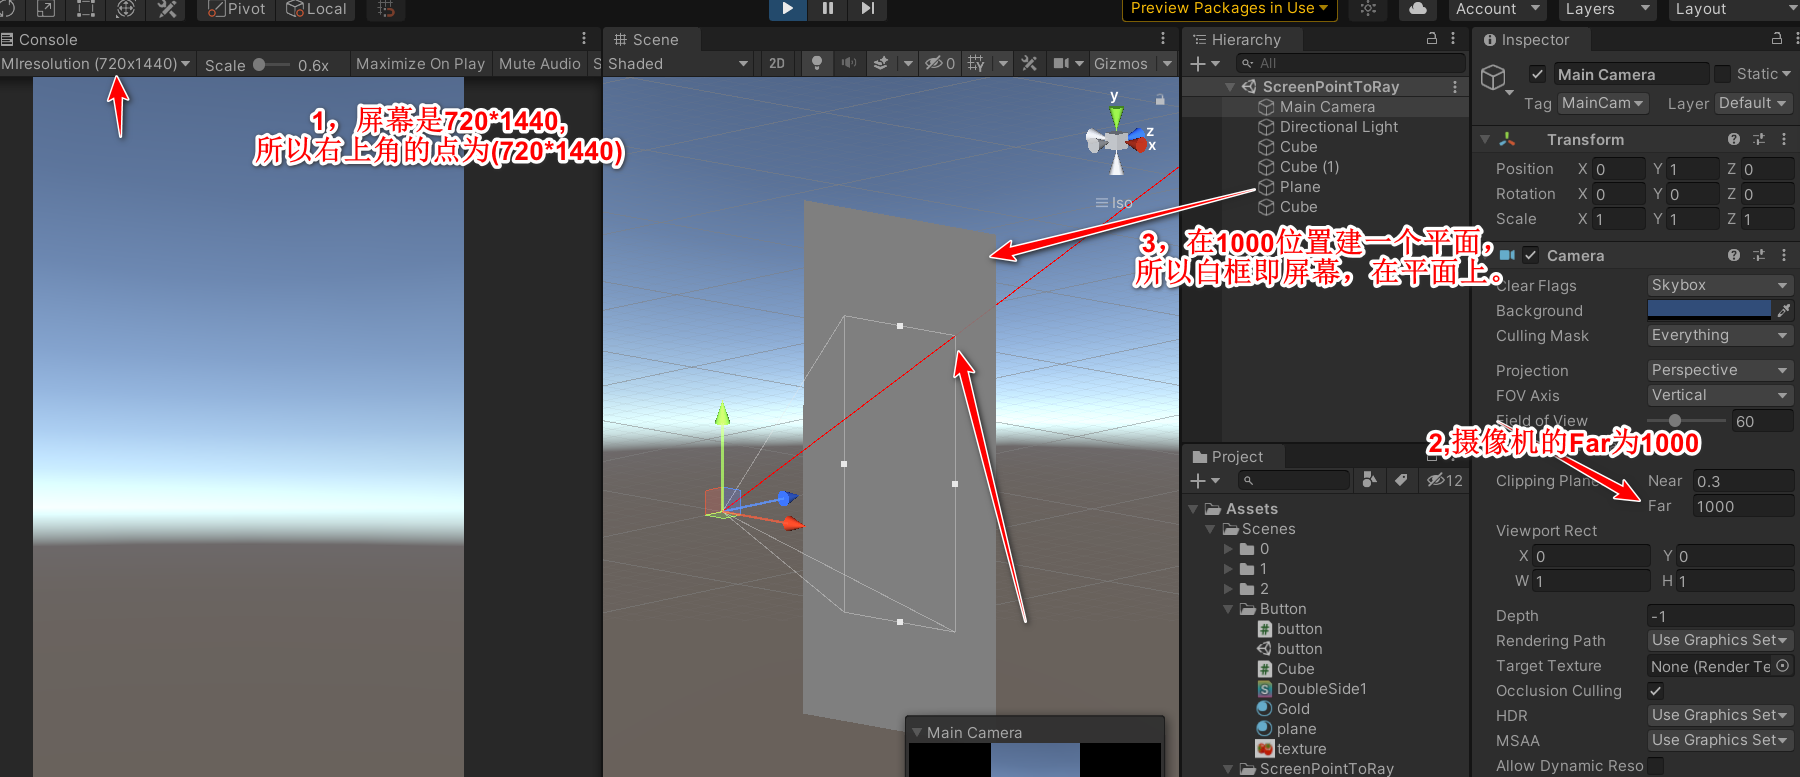 Pivot
Local
Preview Packages in Use
Account
Layers
Layout
Console
MIresolution (720x1440)
Scale
0.6x
Maximize On Play
Mute Audio
S
1，屏幕是720*1440,
所以右上角的点为(720*1440)
Scene
Shaded
2D
0
Gizmos
y
z
x
Iso
Hierarchy
All
ScreenPointToRay
Main Camera
Directional Light
Cube
Cube (1)
Plane
Cube
3，在1000位置建一个平面，
所以白框即屏幕，在平面上。
Main Camera
Project
12
Assets
Scenes
0
1
2
Button
button
button
Cube
DoubleSide1
Gold
plane
texture
ScreenPointToRay
Inspector
Main Camera
Static
Tag
MainCam
Layer
Default
Transform
Position X 0 Y 1 Z 0
Rotation X 0 Y 0 Z 0
Scale X 1 Y 1 Z 1
Camera
Clear Flags
Skybox
Background
Culling Mask
Everything
Projection
Perspective
FOV Axis
Vertical
Field of View
60
2,摄像机的Far为1000
Clipping Plane
Near 0.3
Far 1000
Viewport Rect
X 0 Y 0
W 1 H 1
Depth
-1
Rendering Path
Use Graphics Set
Target Texture
None (Render Te
Occlusion Culling
HDR
Use Graphics Set
MSAA
Use Graphics Set
Allow Dynamic Reso